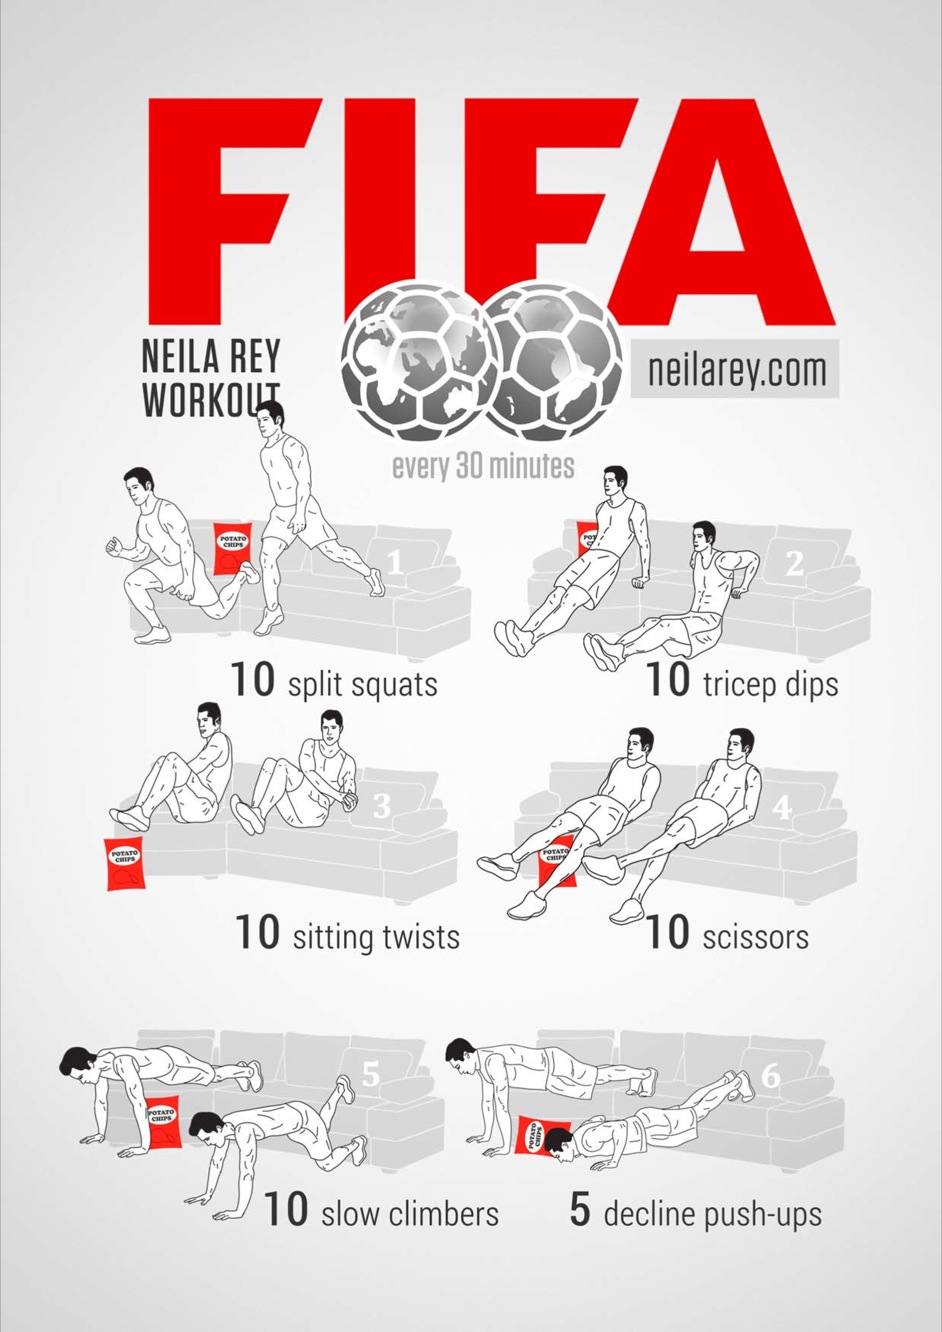 FIFA
NEILA REY
WORKOUT
neilarey.com
every 30 minutes
POTATO
CHIPS
1
10 split squats
POTATO
2
10 tricep dips
POTATO
CHIPS
3
10 sitting twists
POTATO
CHIPS
4
10 scissors
POTATO
CHIPS
5
10 slow climbers
POTATO
CHIPS
6
5 decline push-ups